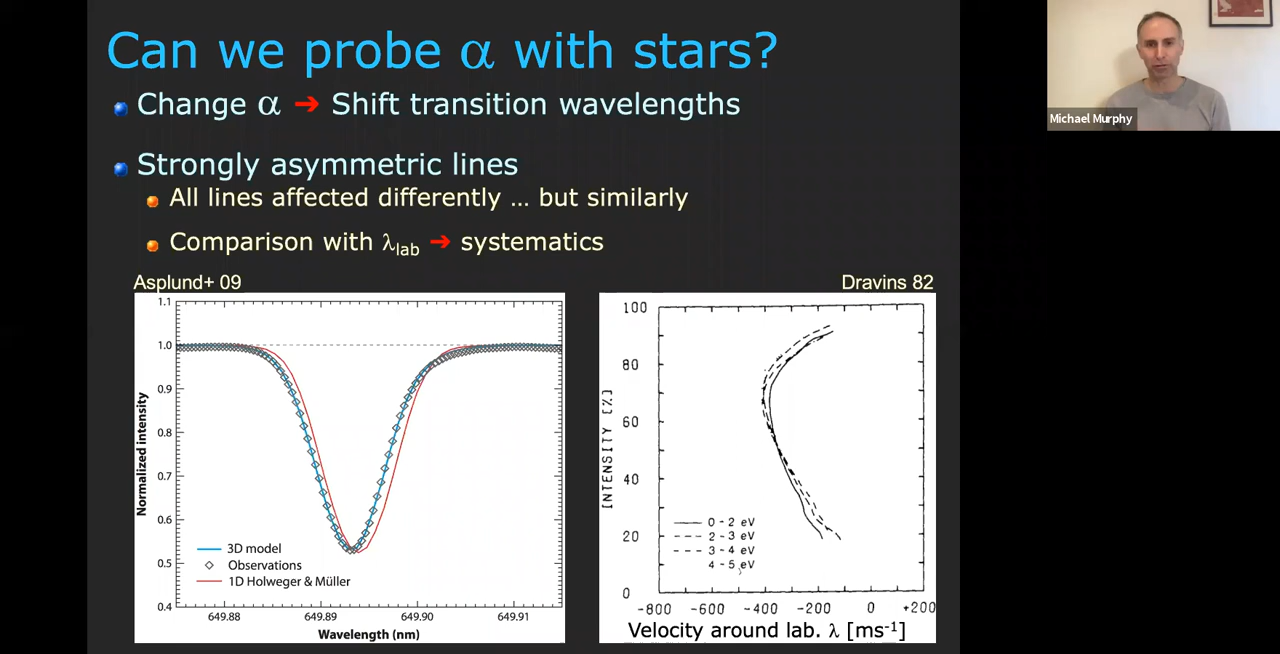 Can we probe α with stars?
Change α ➔ Shift transition wavelengths
Strongly asymmetric lines
All lines affected differently … but similarly
Comparison with λlab ➔ systematics
Asplund+ 09
1.1
1.0
0.9
0.8
0.7
0.6
0.5
0.4
Normalized intensity
3D model
Observations
1D Holweger & Müller
649.88
649.89
649.90
649.91
Wavelength (nm)
Dravins 82
100
80
60
40
20
0
INTENSITY [%]
0 - 2 eV
2 - 3 eV
3 - 4 eV
4 - 5 eV
-800
-600
-400
-200
0
+200
Velocity around lab. λ [ms-1]
Michael Murphy